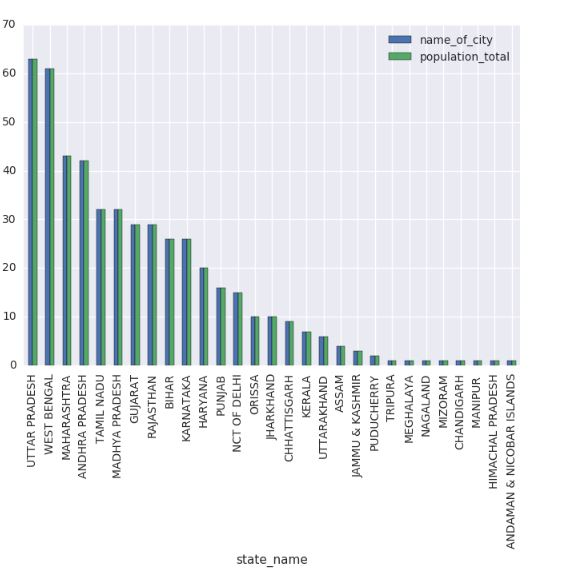 70
60
50
40
30
20
10
0
name_of_city
population_total
UTTAR PRADESH
WEST BENGAL
MAHARASHTRA
ANDHRA PRADESH
TAMIL NADU
MADHYA PRADESH
GUJARAT
RAJASTHAN
BIHAR
KARNATAKA
HARYANA
PUNJAB
NCT OF DELHI
ORISSA
JHARKHAND
CHHATTISGARH
KERALA
UTTARAKHAND
ASSAM
JAMMU & KASHMIR
PUDUCHERRY
TRIPURA
MEGHALAYA
NAGALAND
MIZORAM
CHANDIGARH
MANIPUR
HIMACHAL PRADESH
ANDAMAN & NICOBAR ISLANDS
state_name